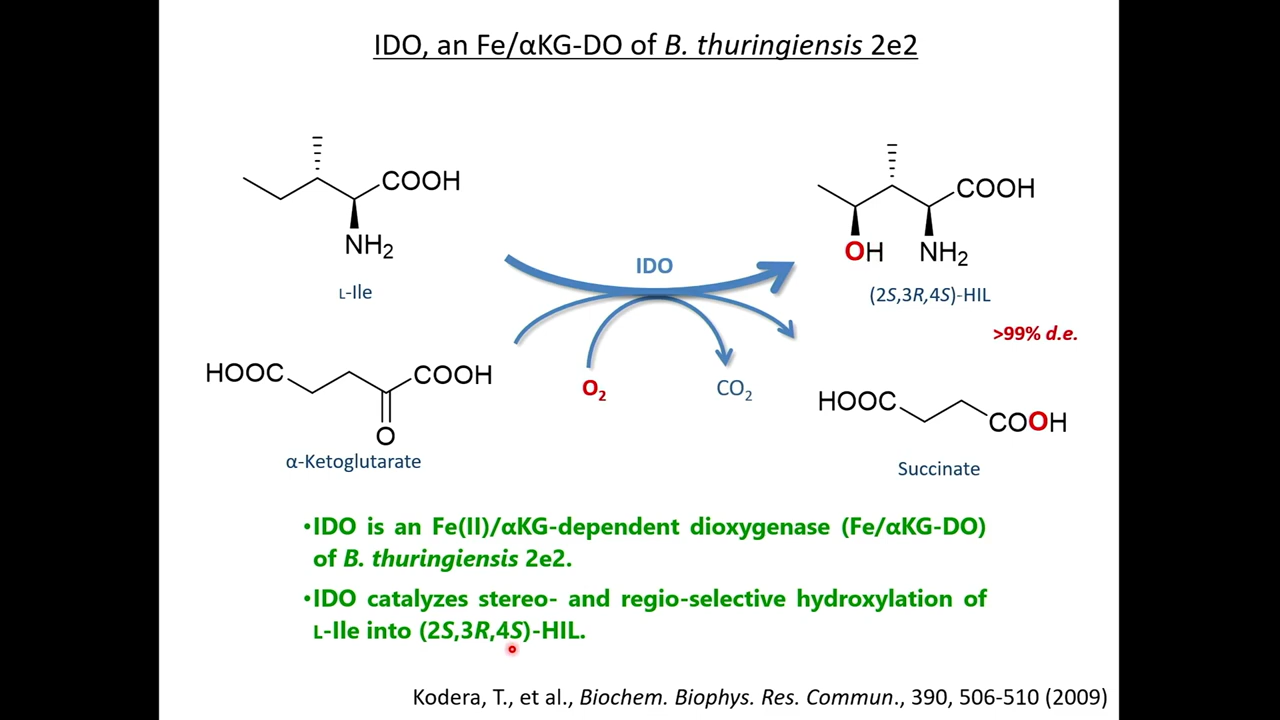 IDO, an Fe/αKG-DO of B. thuringiensis 2e2
COOH
NH₂
L-Ile
IDO
COOH
OH
NH₂
(2S,3R,4S)-HIL
>99% d.e.
HOOC
COOH
O
α-Ketoglutarate
O₂
CO₂
HOOC
COOH
Succinate
•IDO is an Fe(II)/αKG-dependent dioxygenase (Fe/αKG-DO)
of B. thuringiensis 2e2.
•IDO catalyzes stereo- and regio-selective hydroxylation of
L-Ile into (2S,3R,4S)-HIL.
Kodera, T., et al., Biochem. Biophys. Res. Commun., 390, 506-510 (2009)